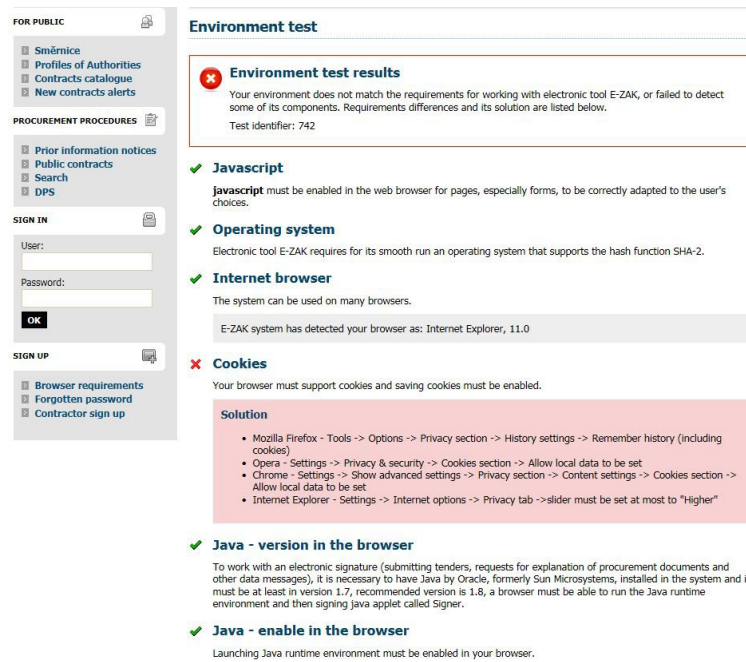 FOR PUBLIC
Směrnice
Profiles of Authorities
Contracts catalogue
New contracts alerts
PROCUREMENT PROCEDURES
Prior information notices
Public contracts
Search
DPS
SIGN IN
User:
Password:
OK
SIGN UP
Browser requirements
Forgotten password
Contractor sign up
Environment test
Environment test results
Your environment does not match the requirements for working with electronic tool E-ZAK, or failed to detect
some of its components. Requirements differences and its solution are listed below.
Test identifier: 742
Javascript
javascript must be enabled in the web browser for pages, especially forms, to be correctly adapted to the user's
choices.
Operating system
Electronic tool E-ZAK requires for its smooth run an operating system that supports the hash function SHA-2.
Internet browser
The system can be used on many browsers.
E-ZAK system has detected your browser as: Internet Explorer, 11.0
Cookies
Your browser must support cookies and saving cookies must be enabled.
Solution
• Mozilla Firefox - Tools -> Options -> Privacy section -> History settings -> Remember history (including
cookies)
• Opera - Settings -> Privacy & security -> Cookies section -> Allow local data to be set
• Chrome - Settings -> Show advanced settings -> Privacy section -> Content settings -> Cookies section ->
Allow local data to be set
• Internet Explorer - Settings -> Internet options -> Privacy tab ->slider must be set at most to "Higher"
Java - version in the browser
To work with an electronic signature (submitting tenders, requests for explanation of procurement documents and
other data messages), it is necessary to have Java by Oracle, formerly Sun Microsystems, installed in the system and
must be at least in version 1.7, recommended version is 1.8, a browser must be able to run the Java runtime
environment and then signing java applet called Signer.
Java - enable in the browser
Launching Java runtime environment must be enabled in your browser.